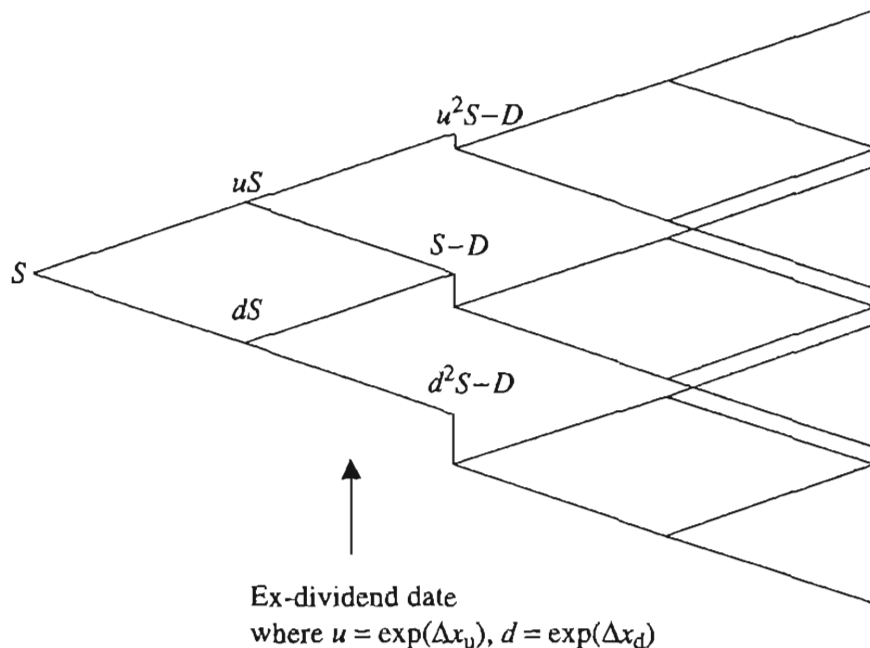 u²S−D
uS
S−D
S
dS
d²S−D
Ex-dividend date
where u = exp(Δxᵤ), d = exp(Δx_d)